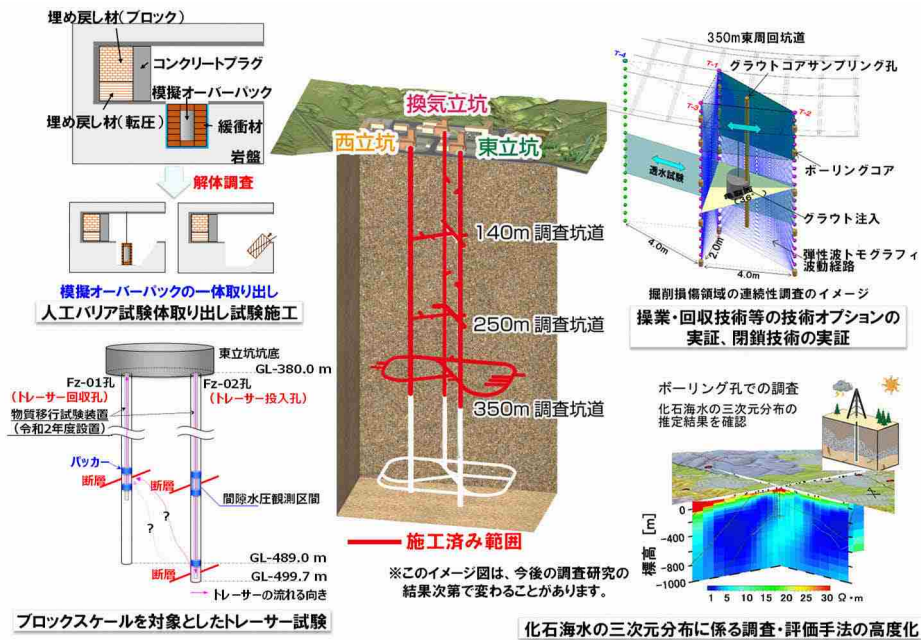 埋め戻し材(ブロック)
コンクリートプラグ
模擬オーバーパック
埋め戻し材(転圧)
緩衝材
岩盤
解体調査
模擬オーバーパックの一体取り出し
人工バリア試験体取り出し試験施工
換気立坑
西立坑
東立坑
140m 調査坑道
250m 調査坑道
350m 調査坑道
施工済み範囲
※このイメージ図は、今後の調査研究の
結果次第で変わることがあります。
350m東周回坑道
T-4
T-1
グラウトコアサンプリング孔
T-3
T-2
透水試験
ボーリングコア
グラウト注入
弾性波トモグラフィ
波動経路
4.0m
2.0m
4.0m
掘削損傷領域の連続性調査のイメージ
操業・回収技術等の技術オプションの
実証、閉鎖技術の実証
東立坑坑底
GL-380.0 m
Fz-01孔
(トレーサー回収孔)
Fz-02孔
(トレーサー投入孔)
物質移行試験装置
(令和2年度設置)
パッカー
断層
断層
間隙水圧観測区間
?
?
GL-489.0 m
断層
GL-499.7 m
トレーサーの流れる向き
ブロックスケールを対象としたトレーサー試験
ボーリング孔での調査
化石海水の三次元分布の
推定結果を確認
標高 [m]
0
-400
-800
-1000
1 5 10 15 20 25 30 Ω・m
化石海水の三次元分布に係る調査・評価手法の高度化